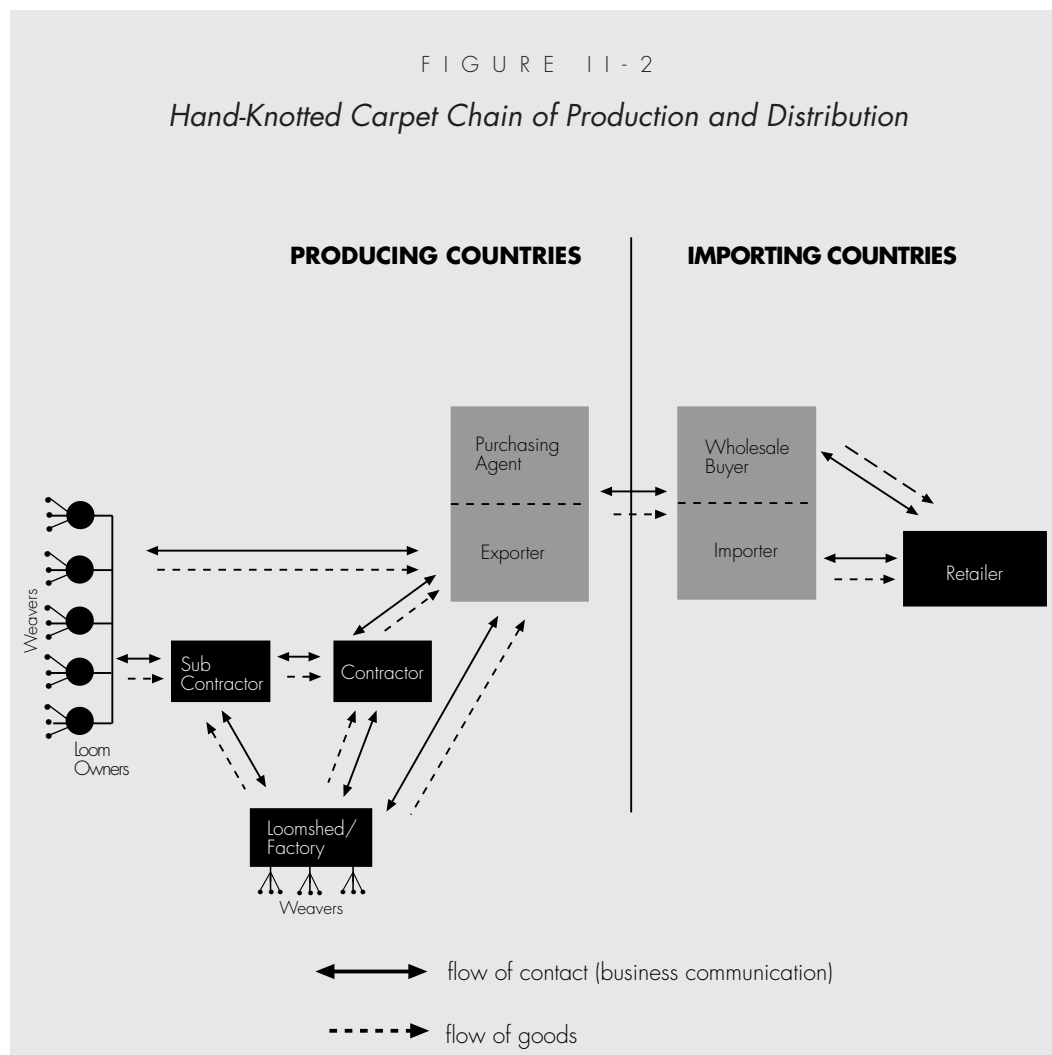 FIGURE II-2
Hand-Knotted Carpet Chain of Production and Distribution
PRODUCING COUNTRIES
IMPORTING COUNTRIES
Purchasing
Agent
Exporter
Wholesale
Buyer
Importer
Retailer
Weavers
Sub
Contractor
Contractor
Loom
Owners
Loomshed/
Factory
Weavers
flow of contact (business communication)
flow of goods